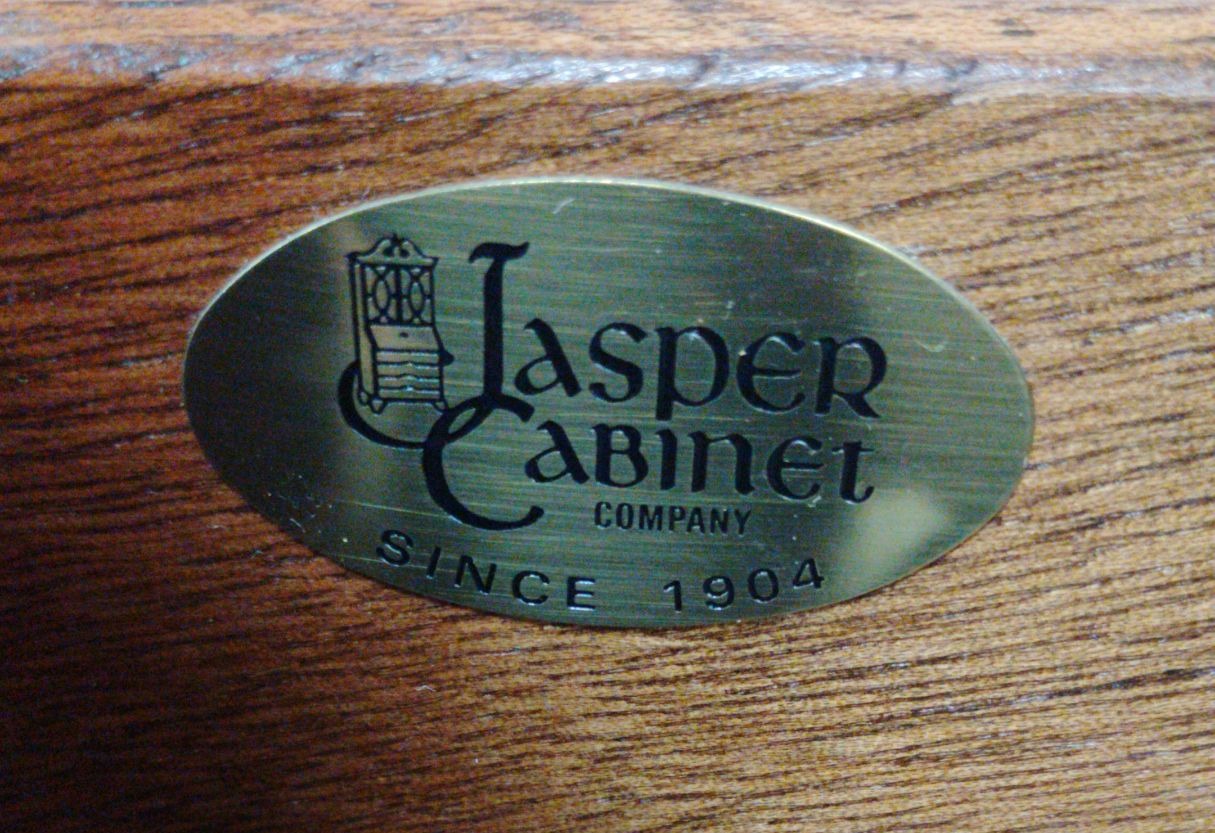 Jasper
Cabinet
COMPANY
SINCE 1904